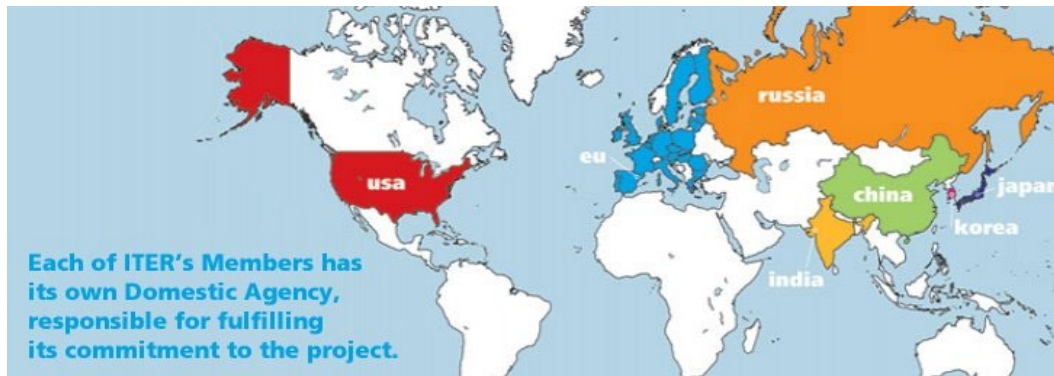 russia
eu
usa
china
japan
korea
india
Each of ITER's Members has
its own Domestic Agency,
responsible for fulfilling
its commitment to the project.